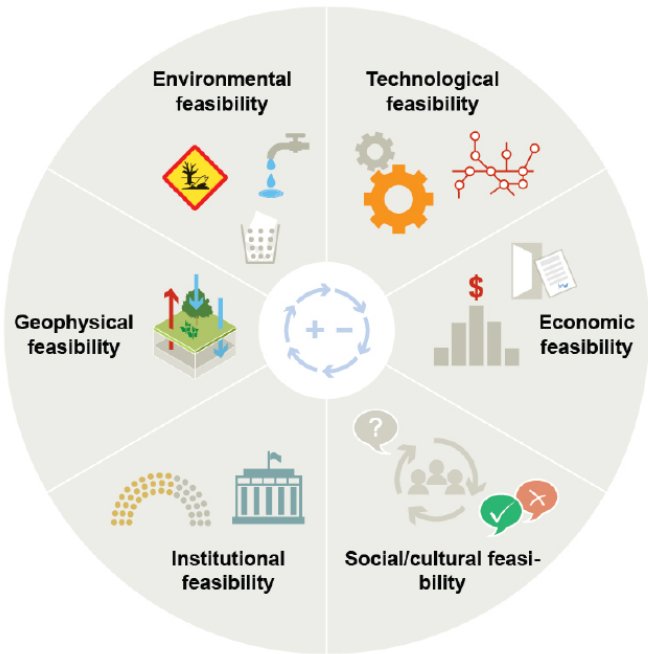 Environmental
feasibility
Technological
feasibility
Geophysical
feasibility
+ -
$
Economic
feasibility
?
Institutional
feasibility
Social/cultural feasi-
bility